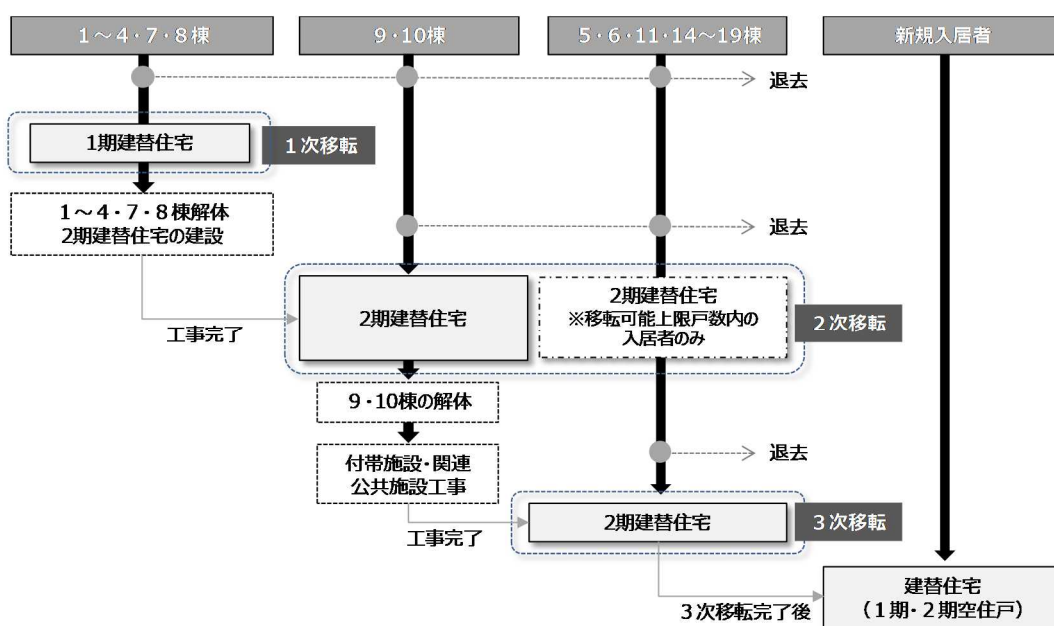 1～4・7・8棟
9・10棟
5・6・11・14～19棟
新規入居者
退去
1期建替住宅
1次移転
1～4・7・8棟解体
2期建替住宅の建設
退去
工事完了
2期建替住宅
2期建替住宅
※移転可能上限戸数内の
入居者のみ
2次移転
9・10棟の解体
付帯施設・関連
公共施設工事
退去
工事完了
2期建替住宅
3次移転
3次移転完了後
建替住宅
（1期・2期空住戸）